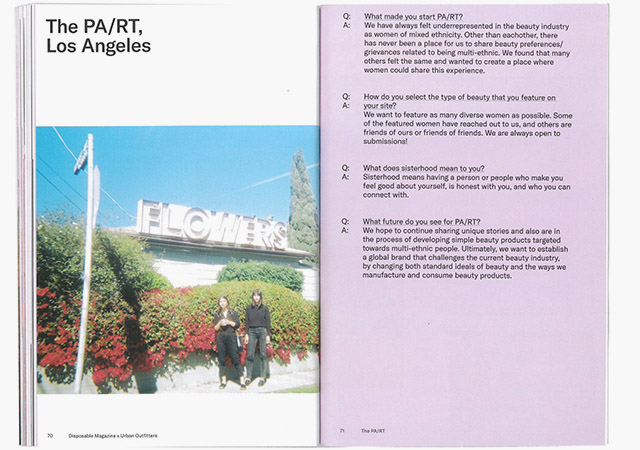 The PA/RT,
Los Angeles
FLOWERS
70 Disposable Magazine x Urban Outfitters
Q: What made you start PA/RT?
A: We have always felt underrepresented in the beauty industry
as women of mixed ethnicity. Other than eachother, there
has never been a place for us to share beauty preferences/
grievances related to being multi-ethnic. We found that many
others felt the same and wanted to create a place where
women could share this experience.
Q: How do you select the type of beauty that you feature on
A: your site?
We want to feature as many diverse women as possible. Some
of the featured women have reached out to us, and others are
friends of ours or friends of friends. We are always open to
submissions!
Q: What does sisterhood mean to you?
A: Sisterhood means having a person or people who make you
feel good about yourself, is honest with you, and who you can
connect with.
Q: What future do you see for PA/RT?
A: We hope to continue sharing unique stories and also are in
the process of developing simple beauty products targeted
towards multi-ethnic people. Ultimately, we want to establish
a global brand that challenges the current beauty industry,
by changing both standard ideals of beauty and the ways we
manufacture and consume beauty products.
71 The PA/RT